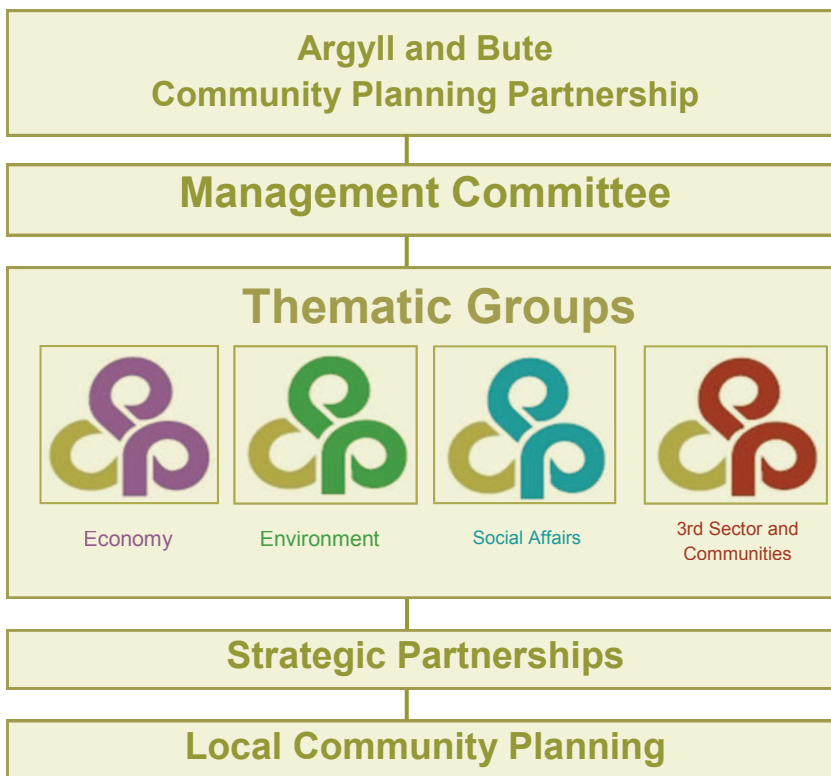 Argyll and Bute
Community Planning Partnership
Management Committee
Thematic Groups
Economy
Environment
Social Affairs
3rd Sector and
Communities
Strategic Partnerships
Local Community Planning